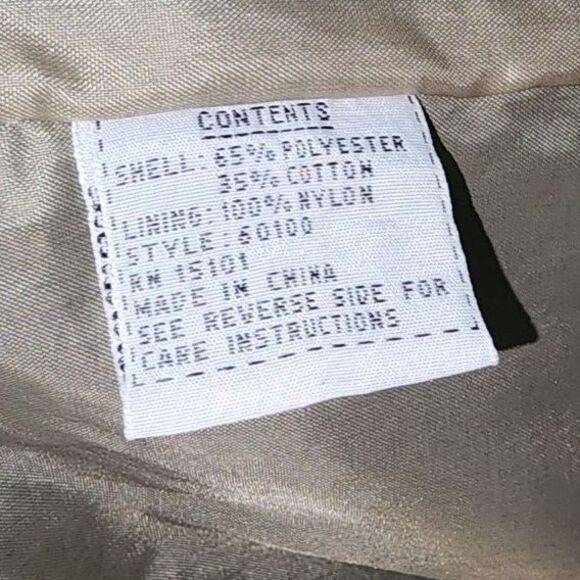 CONTENTS
SHELL: 65% POLYESTER
35% COTTON
LINING: 100% NYLON
STYLE: 60100
RN 15101
MADE IN CHINA
SEE REVERSE SIDE FOR
CARE INSTRUCTIONS